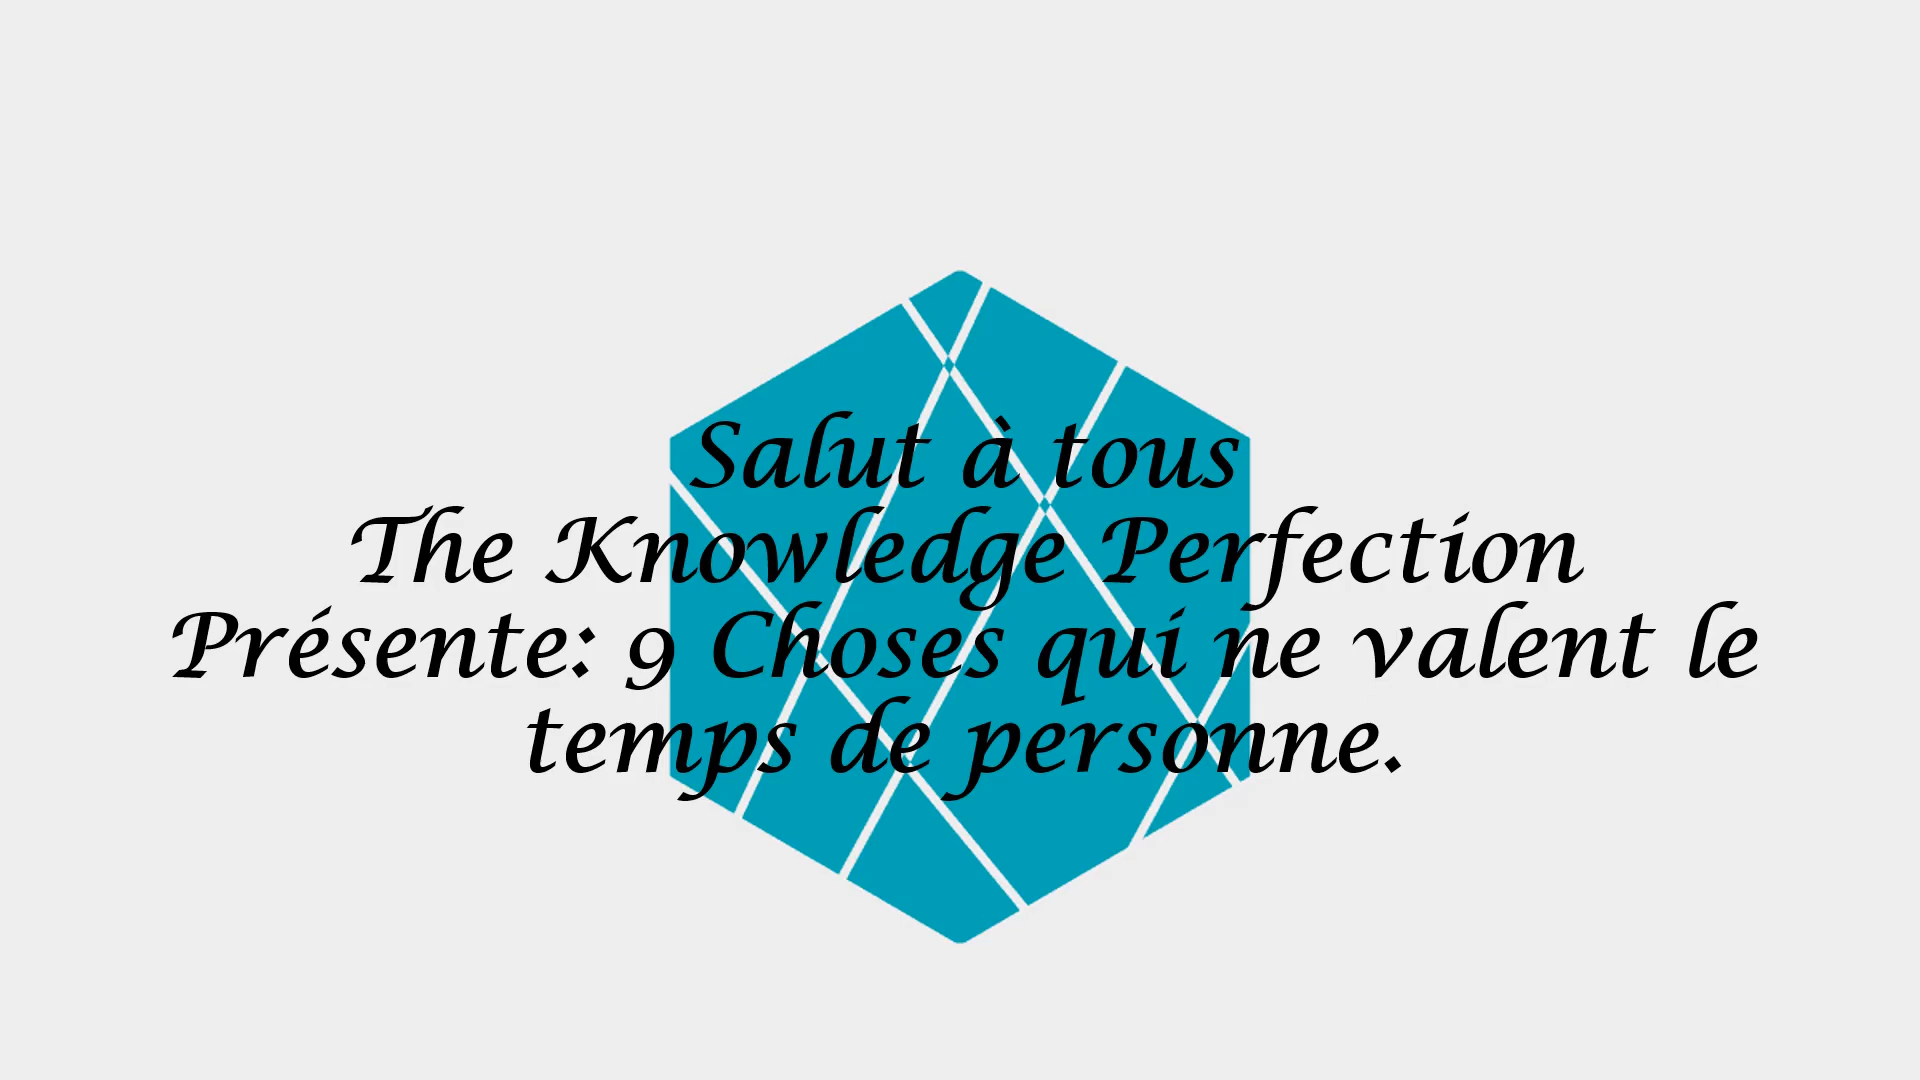 Salut à tous
The Knowledge Perfection
Présente: 9 Choses qui ne valent le
temps de personne.